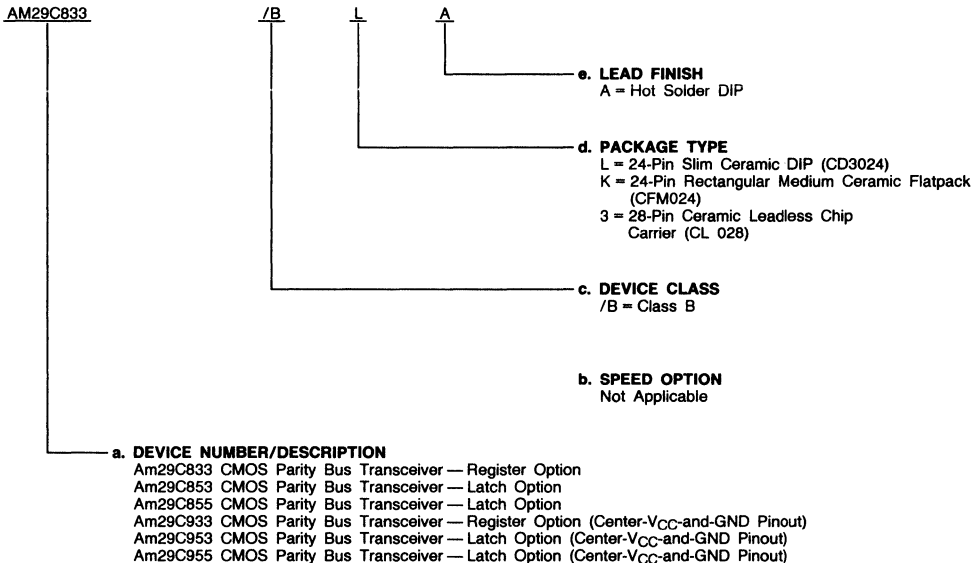 AM29C833 /B L A
e. LEAD FINISH
A = Hot Solder DIP
d. PACKAGE TYPE
L = 24-Pin Slim Ceramic DIP (CD3024)
K = 24-Pin Rectangular Medium Ceramic Flatpack
(CFM024)
3 = 28-Pin Ceramic Leadless Chip
Carrier (CL 028)
c. DEVICE CLASS
/B = Class B
b. SPEED OPTION
Not Applicable
a. DEVICE NUMBER/DESCRIPTION
Am29C833 CMOS Parity Bus Transceiver — Register Option
Am29C853 CMOS Parity Bus Transceiver — Latch Option
Am29C855 CMOS Parity Bus Transceiver — Latch Option
Am29C933 CMOS Parity Bus Transceiver — Register Option (Center-VCC-and-GND Pinout)
Am29C953 CMOS Parity Bus Transceiver — Latch Option (Center-VCC-and-GND Pinout)
Am29C955 CMOS Parity Bus Transceiver — Latch Option (Center-VCC-and-GND Pinout)